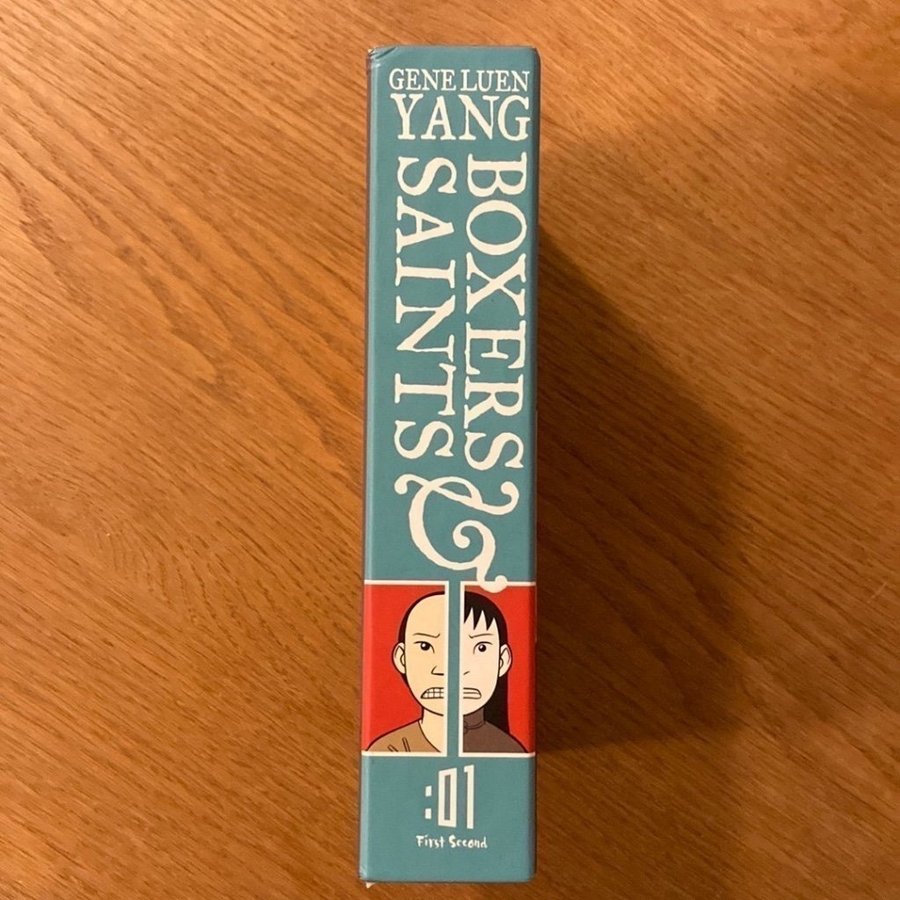 GENE LUEN
YANG
BOXERS &
SAINTS
:01
First Second